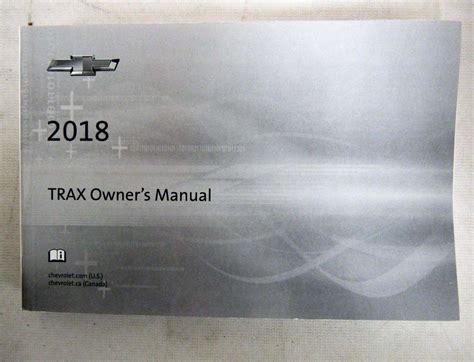 2018
TRAX Owner's Manual
chevrolet.com (U.S.)
chevrolet.ca (Canada)